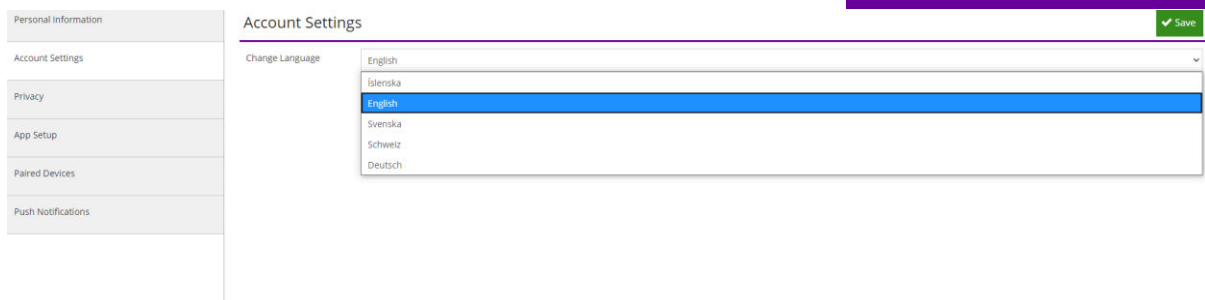 Personal Information
Account Settings
Privacy
App Setup
Paired Devices
Push Notifications
Account Settings
Save
Change Language
English
Íslenska
English
Svenska
Schweiz
Deutsch